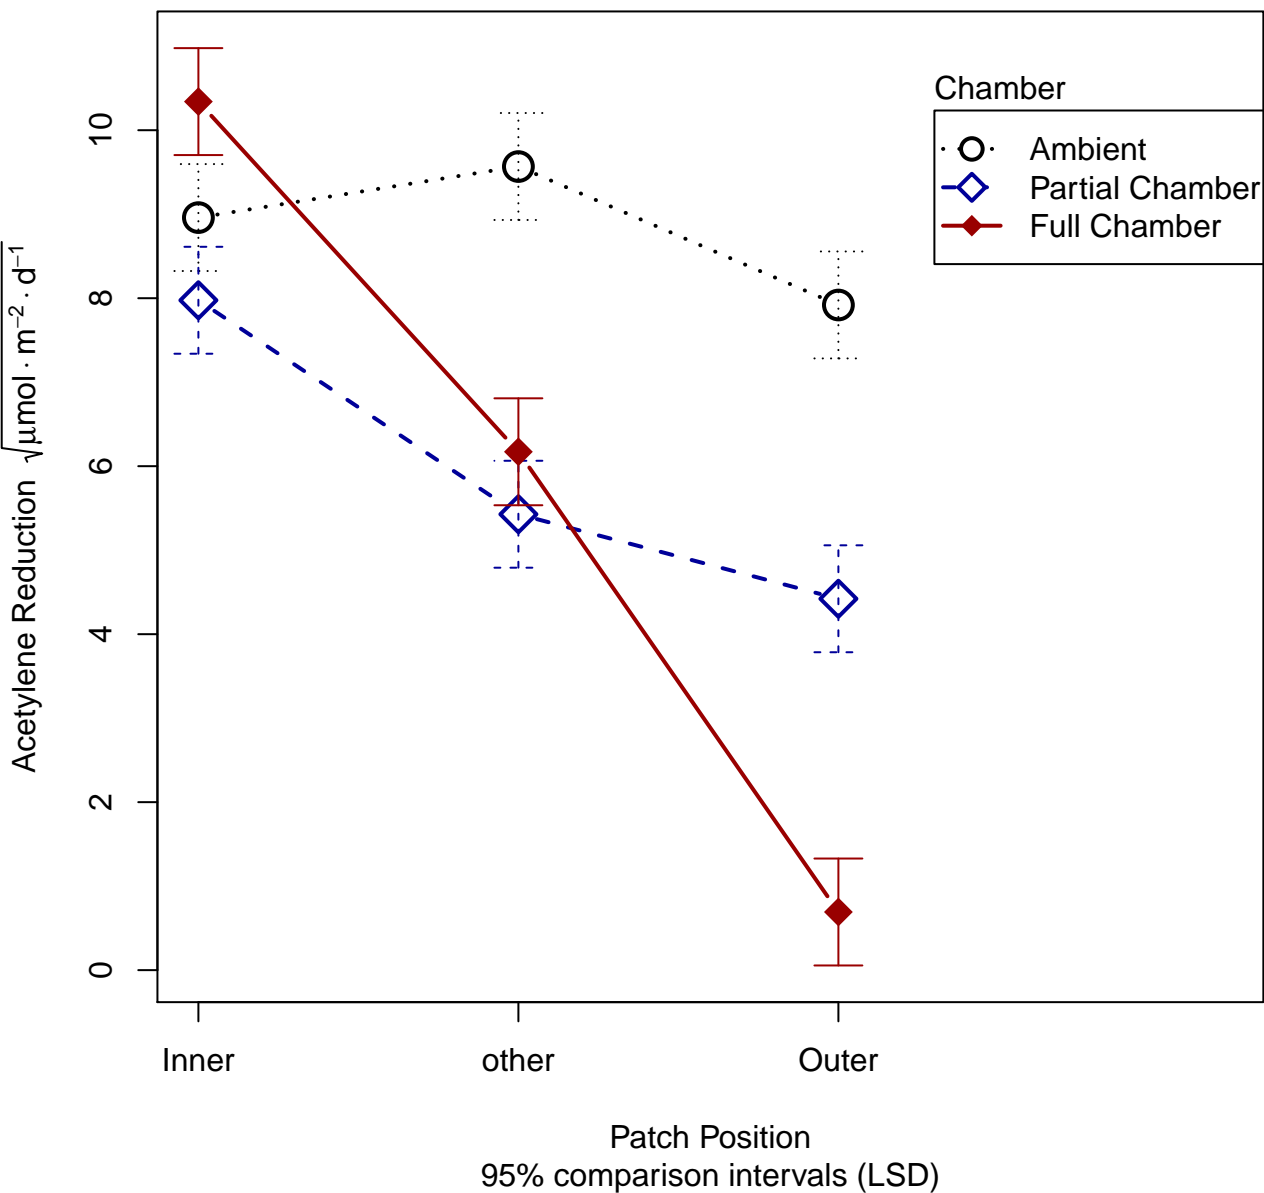 Chamber
Ambient
Partial Chamber
Full Chamber
Acetylene Reduction √μmol · m⁻² · d⁻¹
10
8
6
4
2
0
Inner other Outer
Patch Position
95% comparison intervals (LSD)